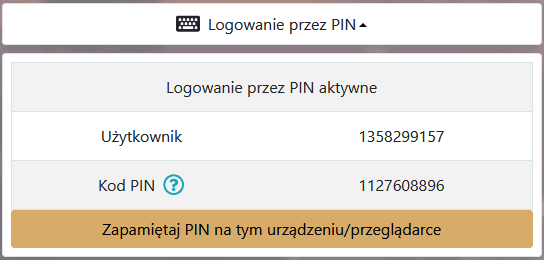 Logowanie przez PIN
Logowanie przez PIN aktywne
Użytkownik 1358299157
Kod PIN ? 1127608896
Zapamiętaj PIN na tym urządzeniu/przeglądarce